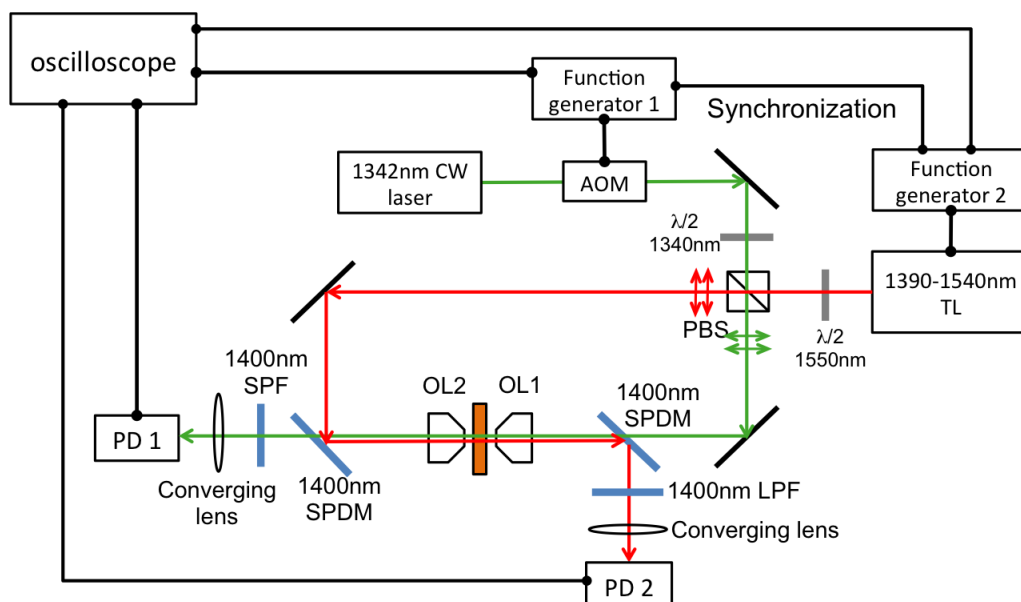 oscilloscope
Function
generator 1
Synchronization
1342nm CW
laser
AOM
Function
generator 2
λ/2
1340nm
1390-1540nm
TL
PBS
λ/2
1550nm
1400nm
SPF
OL2
OL1
1400nm
SPDM
PD 1
Converging
lens
1400nm
SPDM
1400nm LPF
Converging lens
PD 2